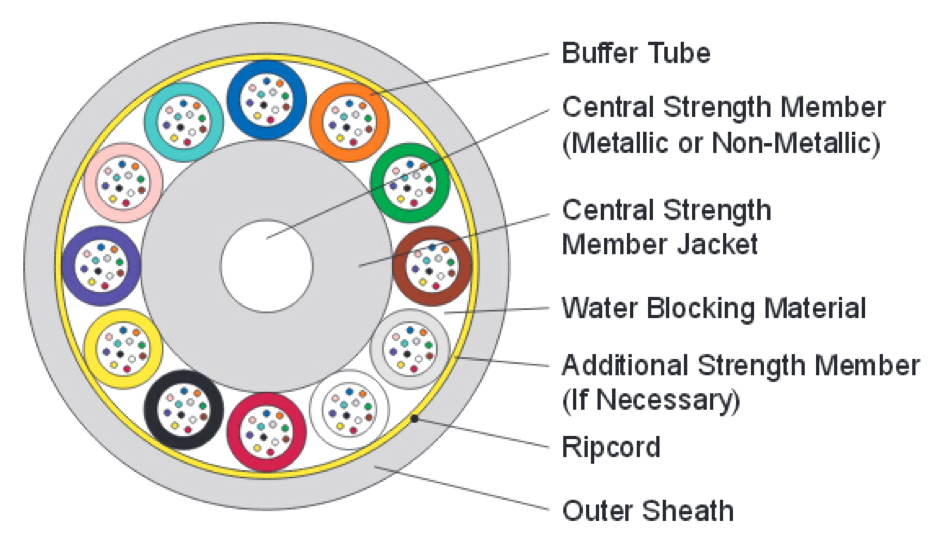 Buffer Tube
Central Strength Member
(Metallic or Non-Metallic)
Central Strength
Member Jacket
Water Blocking Material
Additional Strength Member
(If Necessary)
Ripcord
Outer Sheath